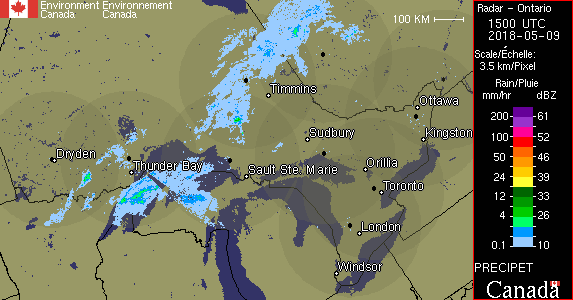 Environment Environnement
Canada Canada
100 KM
Timmins
Ottawa
Sudbury
Kingston
Dryden
Thunder Bay
Sault Ste. Marie
Orillia
Toronto
London
Windsor
Radar - Ontario
1500 UTC
2018-05-09
Scale/Échelle:
3.5 km/Pixel
Rain/Pluie
mm/hr dBZ
200 61
100 52
50 46
24 39
12 33
4 26
0.1 10
PRECIPET
Canada